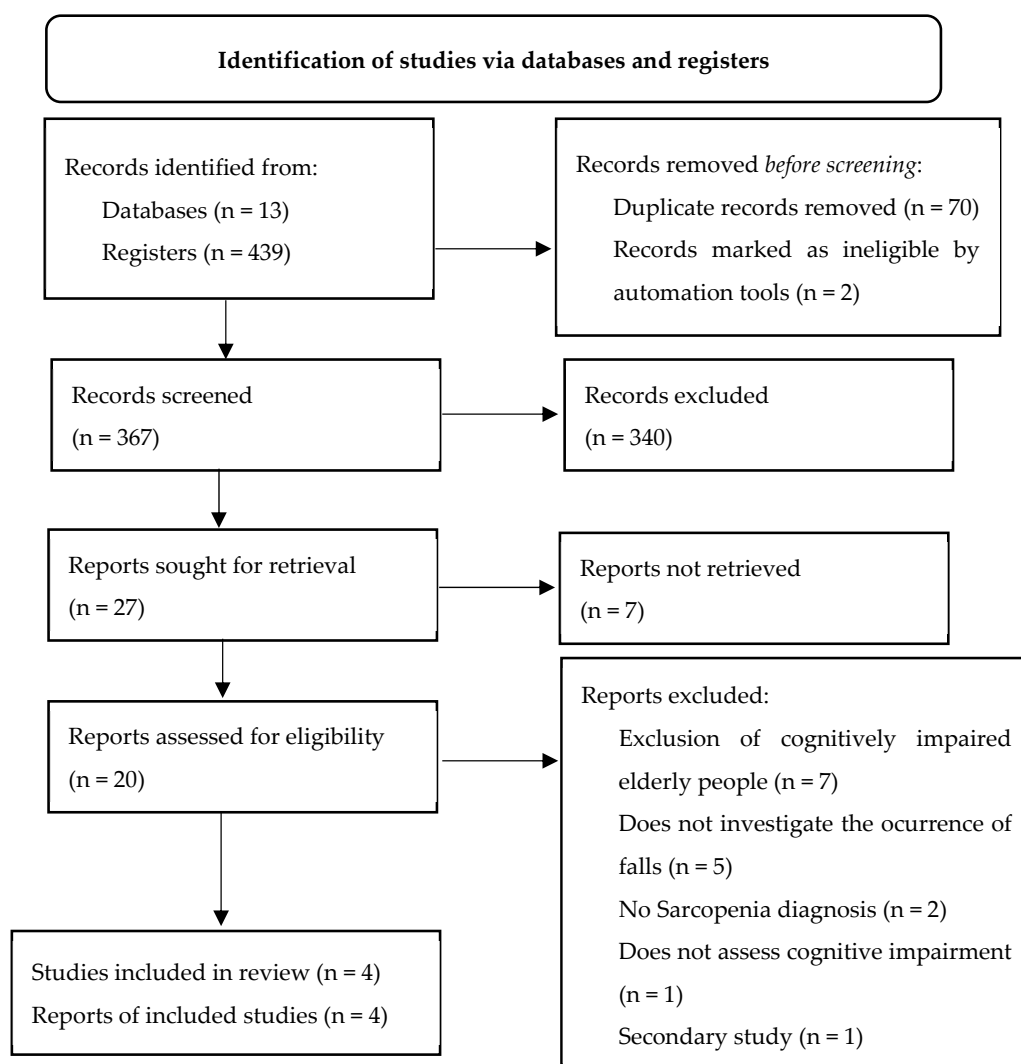 Identification of studies via databases and registers
Records identified from:
Databases (n = 13)
Registers (n = 439)
Records removed before screening:
Duplicate records removed (n = 70)
Records marked as ineligible by
automation tools (n = 2)
Records screened
(n = 367)
Records excluded
(n = 340)
Reports sought for retrieval
(n = 27)
Reports not retrieved
(n = 7)
Reports assessed for eligibility
(n = 20)
Reports excluded:
Exclusion of cognitively impaired
elderly people (n = 7)
Does not investigate the ocurrence of
falls (n = 5)
No Sarcopenia diagnosis (n = 2)
Does not assess cognitive impairment
(n = 1)
Secondary study (n = 1)
Studies included in review (n = 4)
Reports of included studies (n = 4)